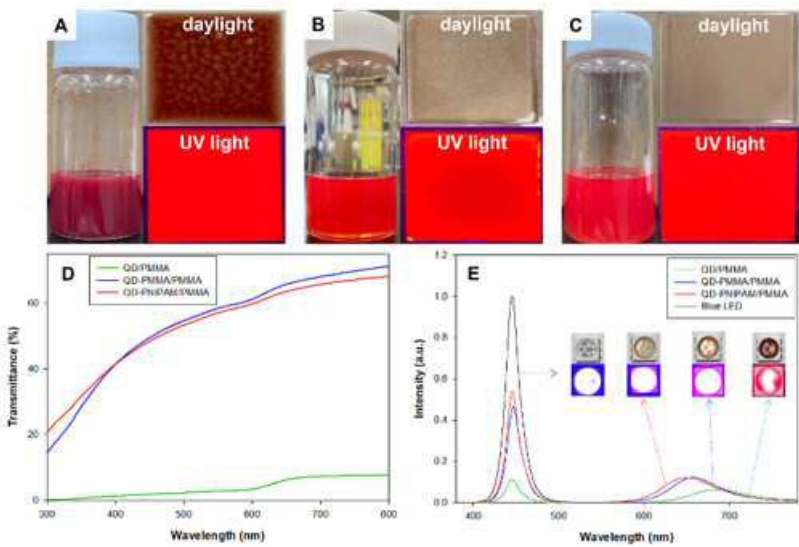 A
daylight
UV light
B
daylight
UV light
C
daylight
UV light
D
QD/PMMA
QD-PMMA/PMMA
QD-PNIPAM/PMMA
Transmittance (%)
60
40
20
0
300 400 500 600 700 800
Wavelength (nm)
E
QD/PMMA
QD-PMMA/PMMA
QD-PNIPAM/PMMA
Blue LED
Intensity (a.u.)
1.0
0.8
0.6
0.4
0.2
0.0
400 500 600 700
Wavelength (nm)